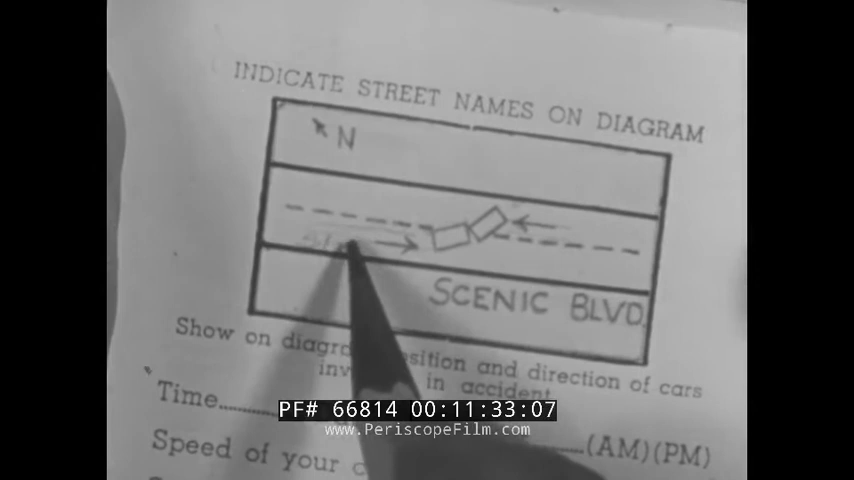 INDICATE STREET NAMES ON DIAGRAM
N
SCENIC BLVD.
Show on diagra sition and direction of cars
inv in accident
Time
PF# 66814 00:11:33:07
www.PeriscopeFilm.com
(AM)(PM)
Speed of your c